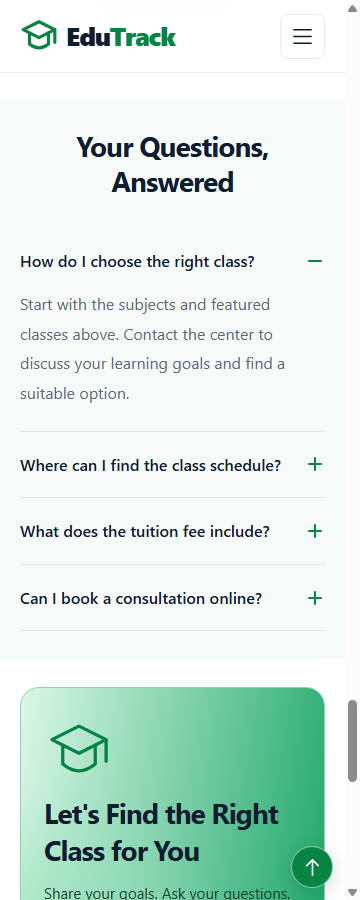 EduTrack
Your Questions,
Answered
How do I choose the right class?
Start with the subjects and featured
classes above. Contact the center to
discuss your learning goals and find a
suitable option.
Where can I find the class schedule?
What does the tuition fee include?
Can I book a consultation online?
Let's Find the Right
Class for You
Share your goals. Ask your questions.